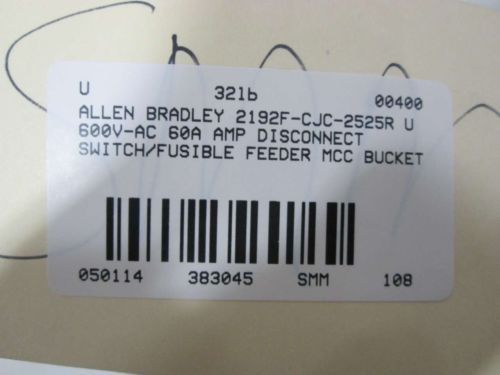 U 32lb 00400
ALLEN BRADLEY 2192F-CJC-2525R U
600V-AC 60A AMP DISCONNECT
SWITCH/FUSIBLE FEEDER MCC BUCKET
050114 383045 SMM 108